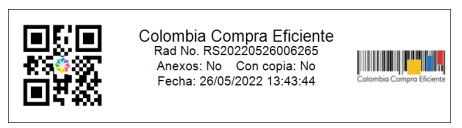 Colombia Compra Eficiente
Rad No. RS20220526006265
Anexos: No Con copia: No
Fecha: 26/05/2022 13:43:44
Colombia Compra Eficiente